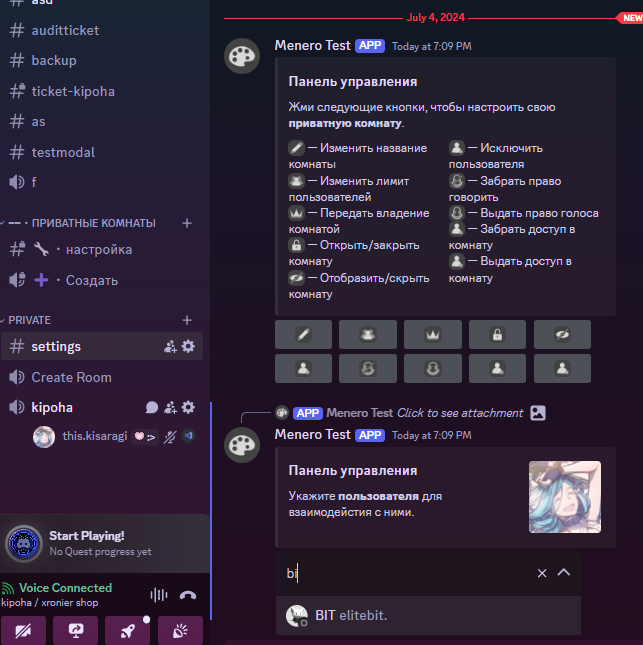 asd
auditticket
backup
ticket-kipoha
as
testmodal
f
ПРИВАТНЫЕ КОМНАТЫ
настройка
Создать
PRIVATE
settings
Create Room
kipoha
this.kisaragi
Start Playing!
No Quest progress yet
Voice Connected
kipoha / xronier shop
July 4, 2024
NEW
Menero Test APP Today at 7:09 PM
Панель управления
Жми следующие кнопки, чтобы настроить свою
приватную комнату.
— Изменить название
комнаты
— Изменить лимит
пользователей
— Передать владение
комнатой
— Открыть/закрыть
комнату
— Отобразить/скрыть
комнату
— Исключить
пользователя
— Забрать право
говорить
— Выдать право голоса
— Забрать доступ в
комнату
— Выдать доступ в
комнату
APP Menero Test Click to see attachment
Menero Test APP Today at 7:09 PM
Панель управления
Укажите пользователя для
взаимодейстия с ними.
bi
BIT elitebit.